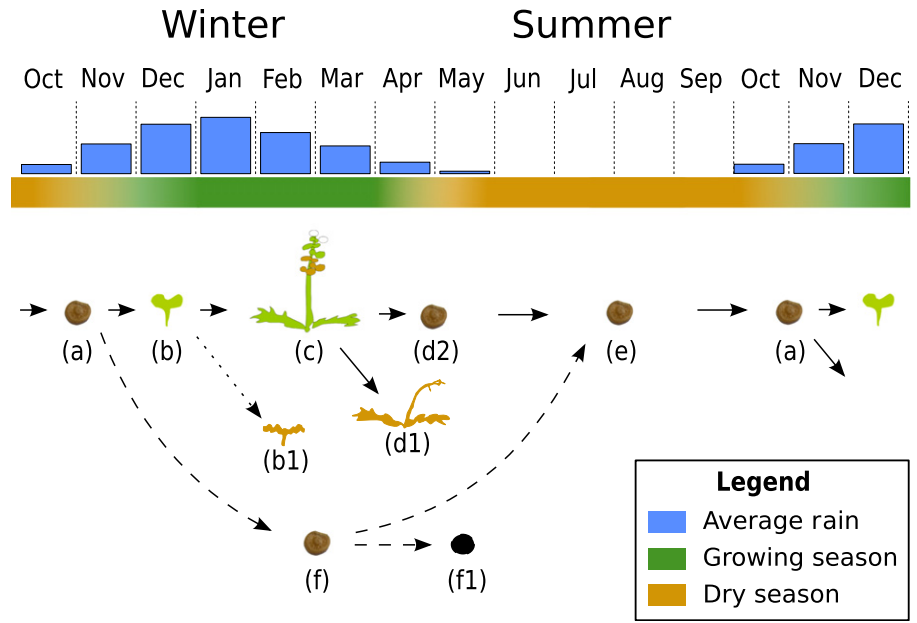 Winter Summer
Oct Nov Dec Jan Feb Mar Apr May Jun Jul Aug Sep Oct Nov Dec
(a) (b) (c) (d2) (e) (a)
(b1) (d1)
(f) (f1)
Legend
Average rain
Growing season
Dry season